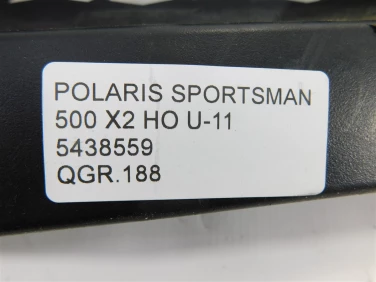 POLARIS SPORTSMAN
500 X2 HO U-11
5438559
QGR.188